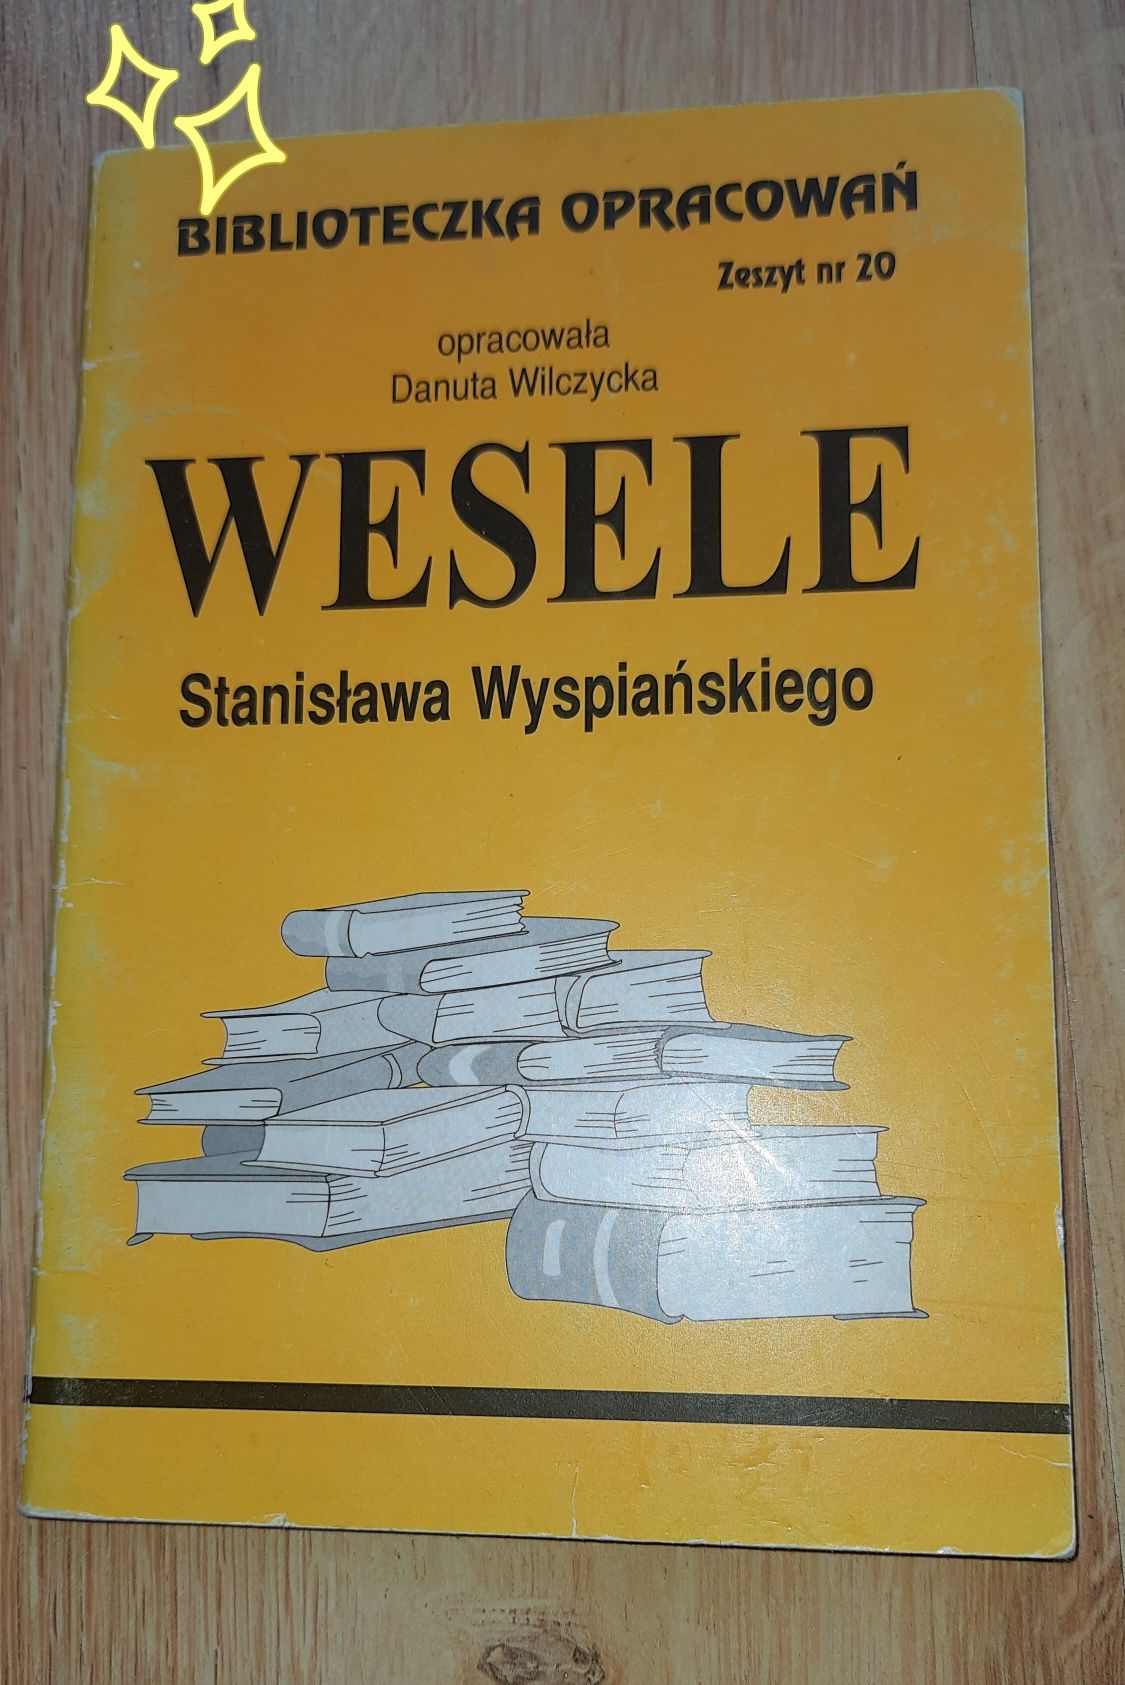 BIBLIOTECZKA OPRACOWAŃ
Zeszyt nr 20
opracowała
Danuta Wilczycka
WESELE
Stanisława Wyspiańskiego